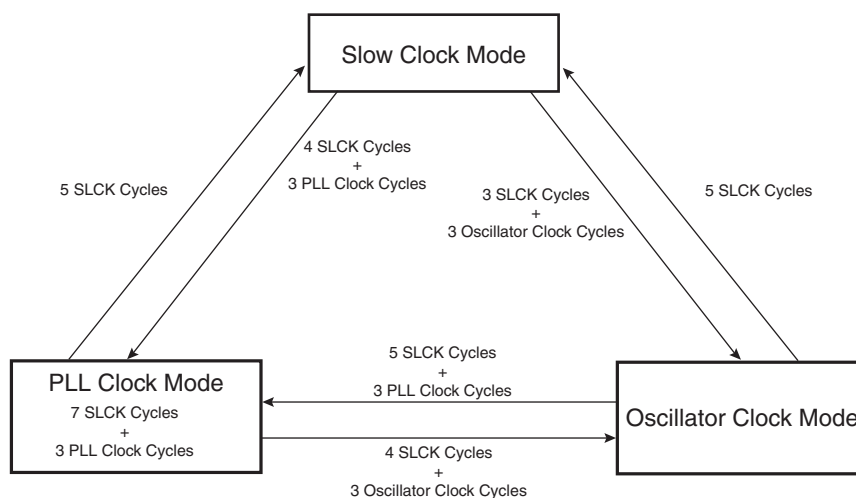 Slow Clock Mode
4 SLCK Cycles
+
3 PLL Clock Cycles
5 SLCK Cycles
3 SLCK Cycles
+
3 Oscillator Clock Cycles
5 SLCK Cycles
PLL Clock Mode
7 SLCK Cycles
+
3 PLL Clock Cycles
5 SLCK Cycles
+
3 PLL Clock Cycles
4 SLCK Cycles
+
3 Oscillator Clock Cycles
Oscillator Clock Mode